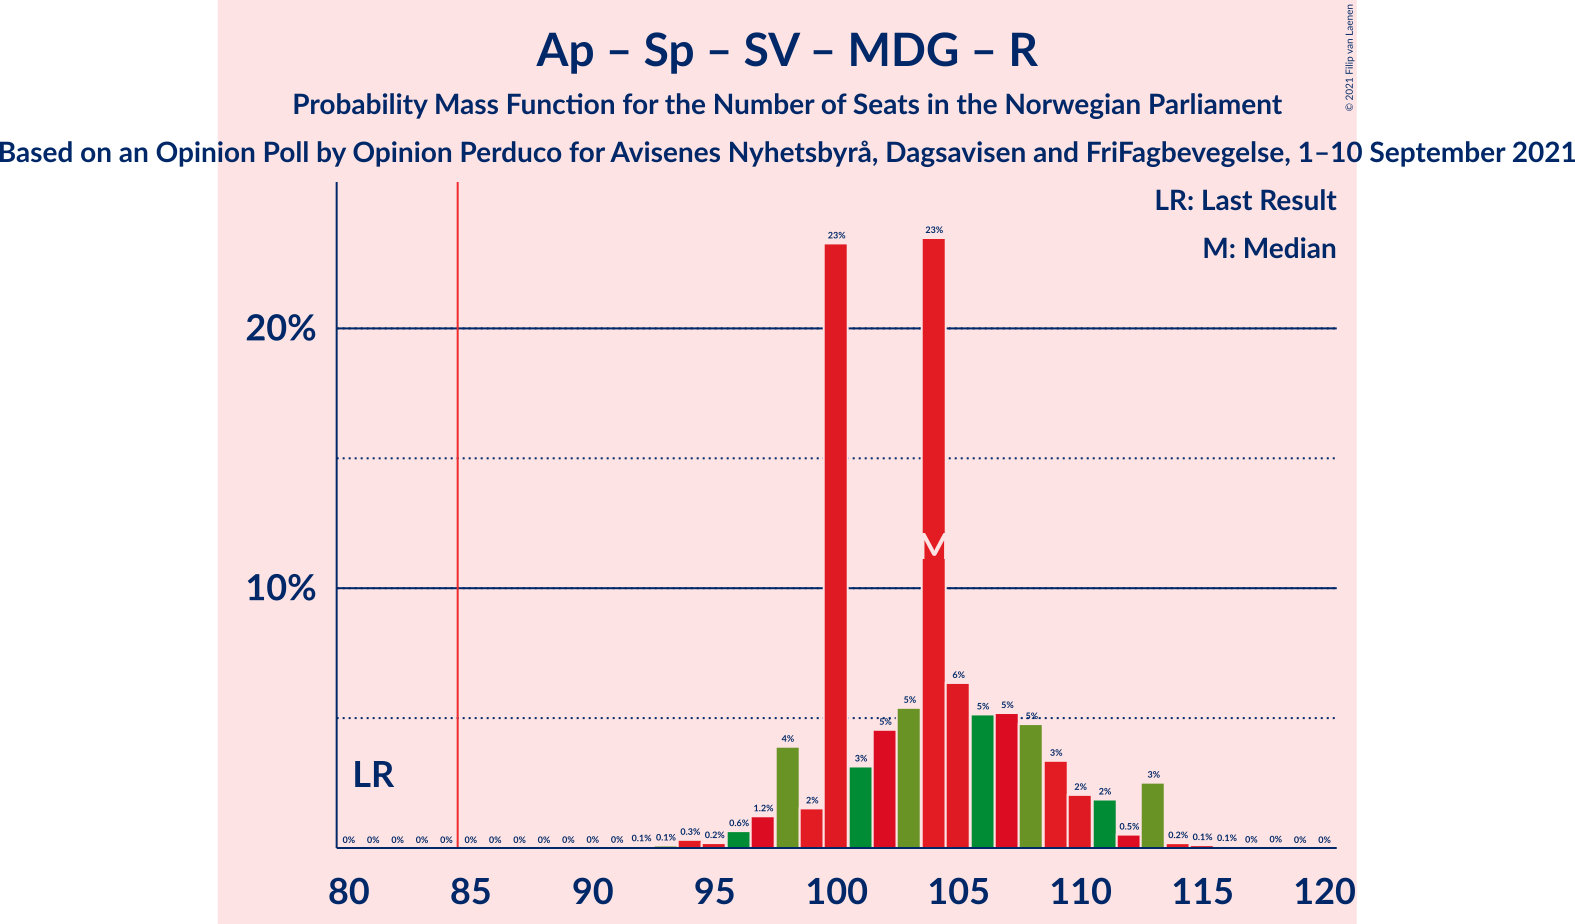 Ap – Sp – SV – MDG – R
Probability Mass Function for the Number of Seats in the Norwegian Parliament
Based on an Opinion Poll by Opinion Perduco for Avisenes Nyhetsbyrå, Dagsavisen and FriFagbevegelse, 1–10 September 2021
© 2021 Filip van Laenen
LR: Last Result
M: Median
20%
10%
LR
M
0% 0% 0% 0% 0% 0% 0% 0% 0% 0% 0% 0% 0.1% 0.1% 0.3% 0.2% 0.6% 1.2% 4% 2% 23% 3% 5% 5% 23% 6% 5% 5% 5% 3% 2% 2% 0.5% 3% 0.2% 0.1% 0.1% 0% 0% 0% 0%
80 85 90 95 100 105 110 115 120